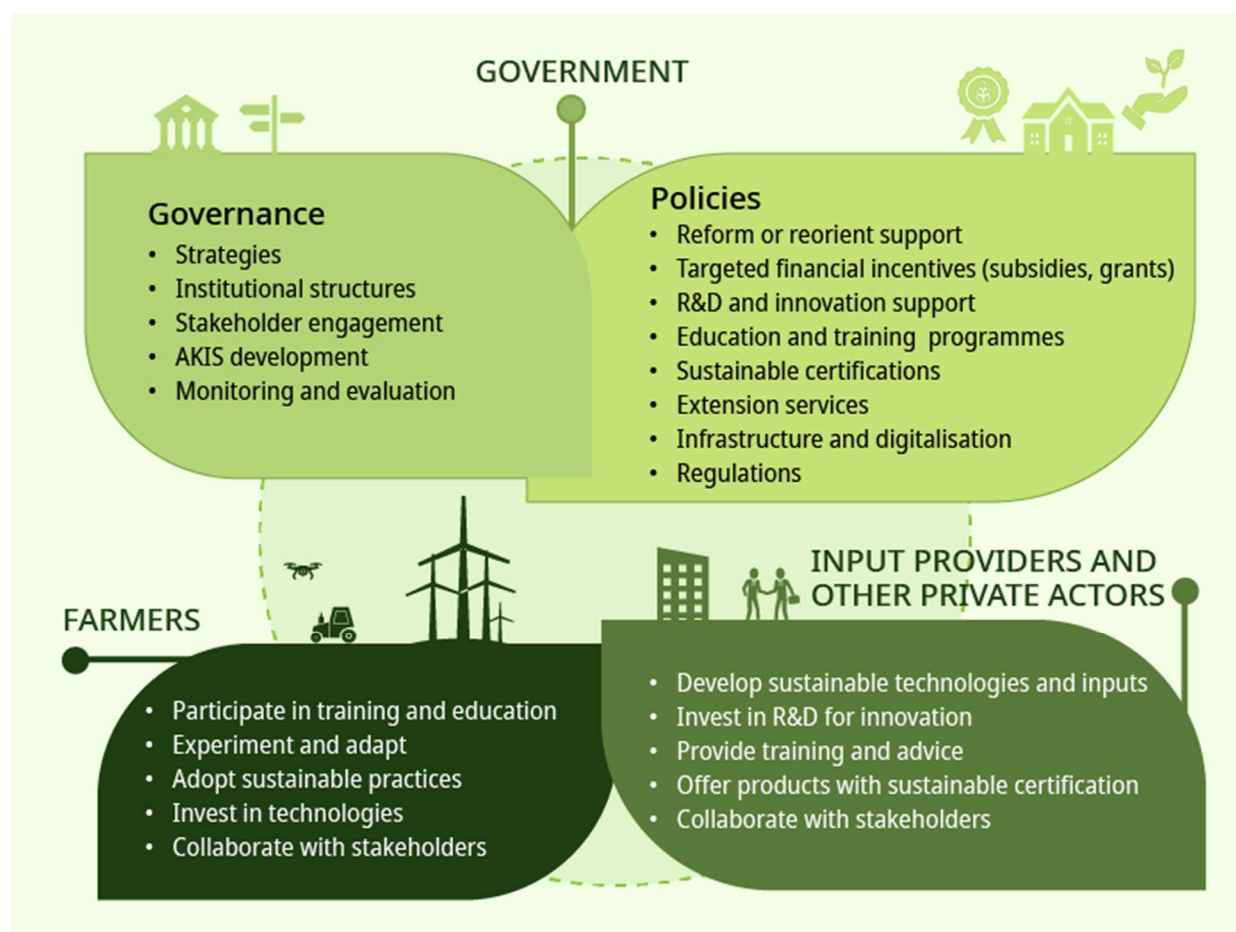 GOVERNMENT
Governance
• Strategies
• Institutional structures
• Stakeholder engagement
• AKIS development
• Monitoring and evaluation
Policies
• Reform or reorient support
• Targeted financial incentives (subsidies, grants)
• R&D and innovation support
• Education and training  programmes
• Sustainable certifications
• Extension services
• Infrastructure and digitalisation
• Regulations
FARMERS
• Participate in training and education
• Experiment and adapt
• Adopt sustainable practices
• Invest in technologies
• Collaborate with stakeholders
INPUT PROVIDERS AND
OTHER PRIVATE ACTORS
• Develop sustainable technologies and inputs
• Invest in R&D for innovation
• Provide training and advice
• Offer products with sustainable certification
• Collaborate with stakeholders